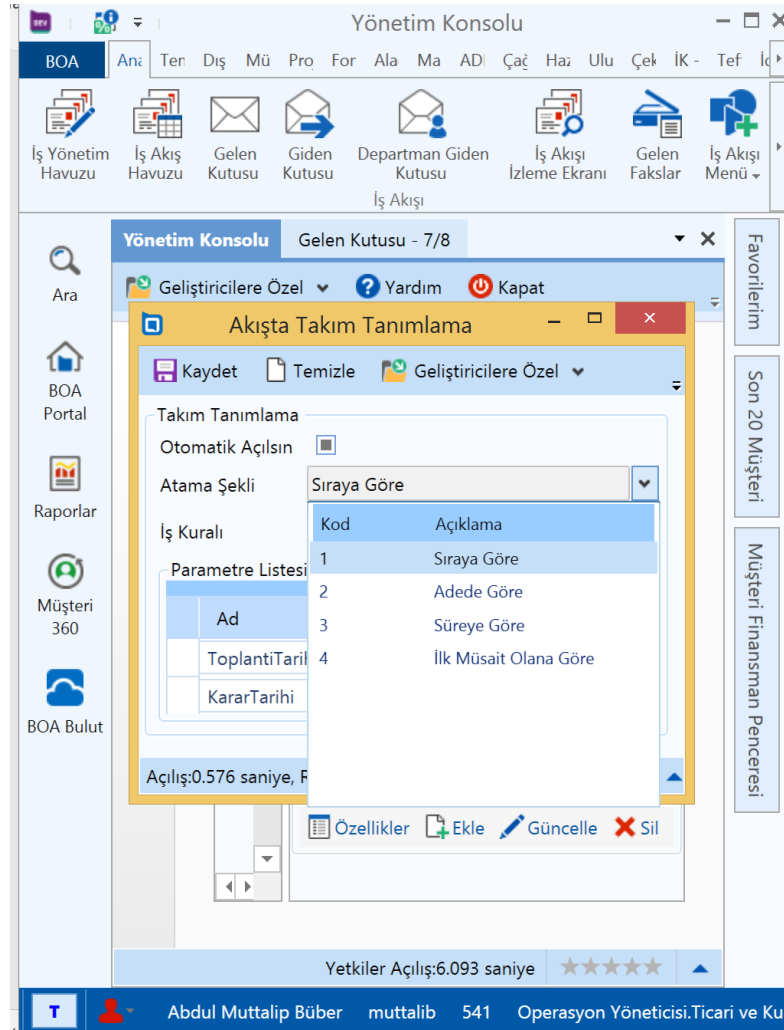 DEV
Yönetim Konsolu
BOA Ana Ten Dış Mü Pro For Ala Ma ADI Çağ Haz Ulu Çek İK - Tef
İş Yönetim Havuzu
İş Akış Havuzu
Gelen Kutusu
Giden Kutusu
Departman Giden Kutusu
İş Akışı İzleme Ekranı
Gelen Fakslar
İş Akışı Menü
İş Akışı
Yönetim Konsolu Gelen Kutusu - 7/8
Geliştiricilere Özel Yardım Kapat
Ara
BOA Portal
Raporlar
Müşteri 360
BOA Bulut
Akışta Takım Tanımlama
Kaydet Temizle Geliştiricilere Özel
Takım Tanımlama
Otomatik Açılsın
Atama Şekli Sıraya Göre
İş Kuralı
Kod Açıklama
1 Sıraya Göre
2 Adede Göre
3 Süreye Göre
4 İlk Müsait Olana Göre
Parametre Listesi
Ad
ToplantiTarih
KararTarihi
Açılış:0.576 saniye, R
Özellikler Ekle Güncelle Sil
Yetkiler Açılış:6.093 saniye
Favorilerim
Son 20 Müşteri
Müşteri Finansman Penceresi
T Abdul Muttalip Büber muttalib 541 Operasyon Yöneticisi.Ticari ve Ku